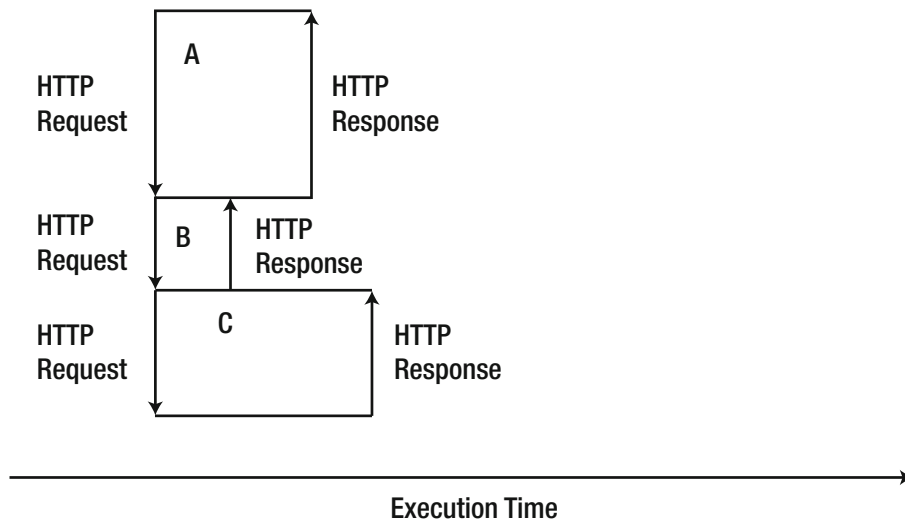 A
HTTP
Request
HTTP
Response
HTTP
Request
B
HTTP
Response
C
HTTP
Request
HTTP
Response
Execution Time